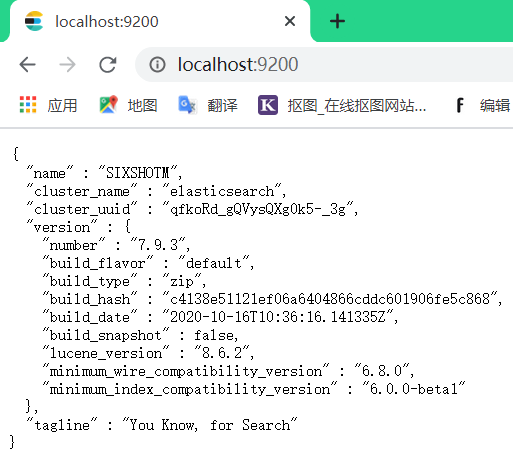 localhost:9200
localhost:9200
应用 地图 翻译 抠图_在线抠图网站... 编辑
{
"name" : "SIXSHOTM",
"cluster_name" : "elasticsearch",
"cluster_uuid" : "qfkoRd_gQVysQXg0k5-_3g",
"version" : {
"number" : "7.9.3",
"build_flavor" : "default",
"build_type" : "zip",
"build_hash" : "c4138e51121ef06a6404866cddc601906fe5c868",
"build_date" : "2020-10-16T10:36:16.141335Z",
"build_snapshot" : false,
"lucene_version" : "8.6.2",
"minimum_wire_compatibility_version" : "6.8.0",
"minimum_index_compatibility_version" : "6.0.0-beta1"
},
"tagline" : "You Know, for Search"
}